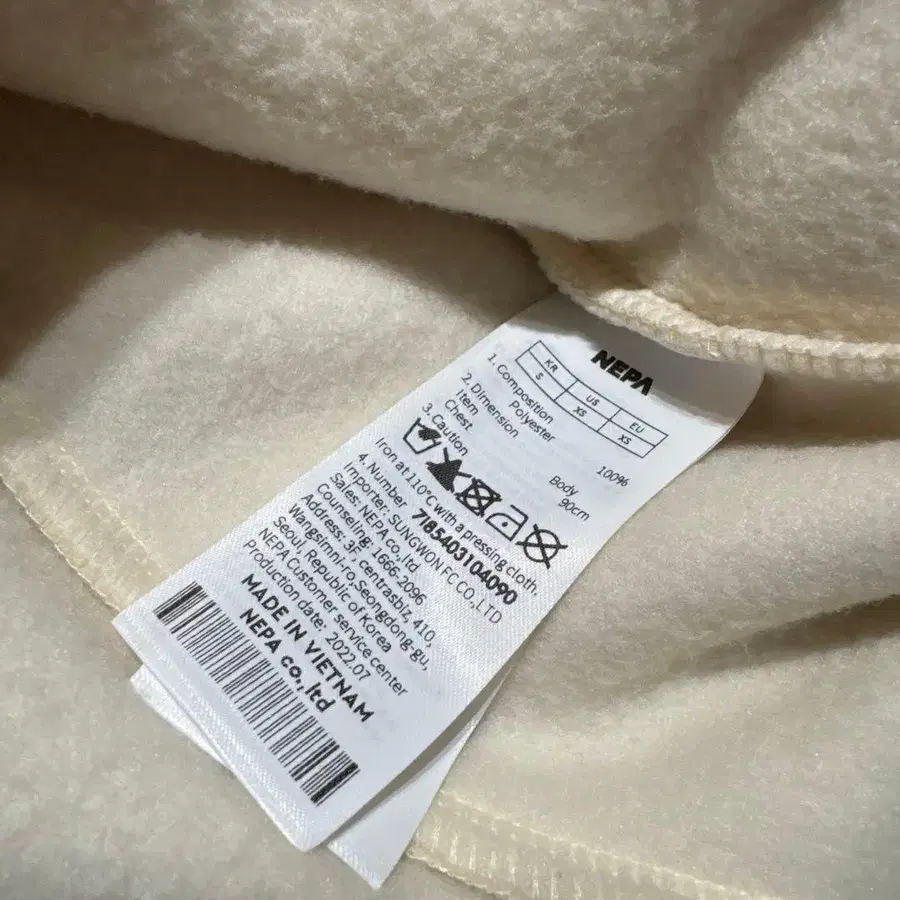 NEPA
KR US EU
S XS XS
1. Composition
Polyester 100%
2. Dimension
Item Body
Chest 90cm
3. Caution
Iron at 110°C with a pressing cloth.
4. Number 7I85403104090
Importer: SUNGWON FC CO.,LTD
Sales: NEPA Co.,ltd
Counseling: 1666-2096
Address: 3F, centrasbiz, 410,
Wangsimni-ro,Seongdong-gu,
Seoul, Republic of Korea
NEPA Customer service center
Production date: 2022.07
MADE IN VIETNAM
NEPA co.,ltd